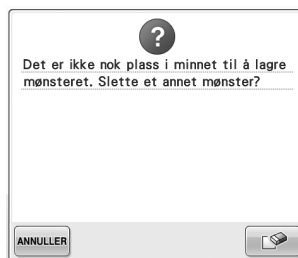 ?
Det er ikke nok plass i minnet til å lagre
mønsteret. Slette et annet mønster?
ANNULLER